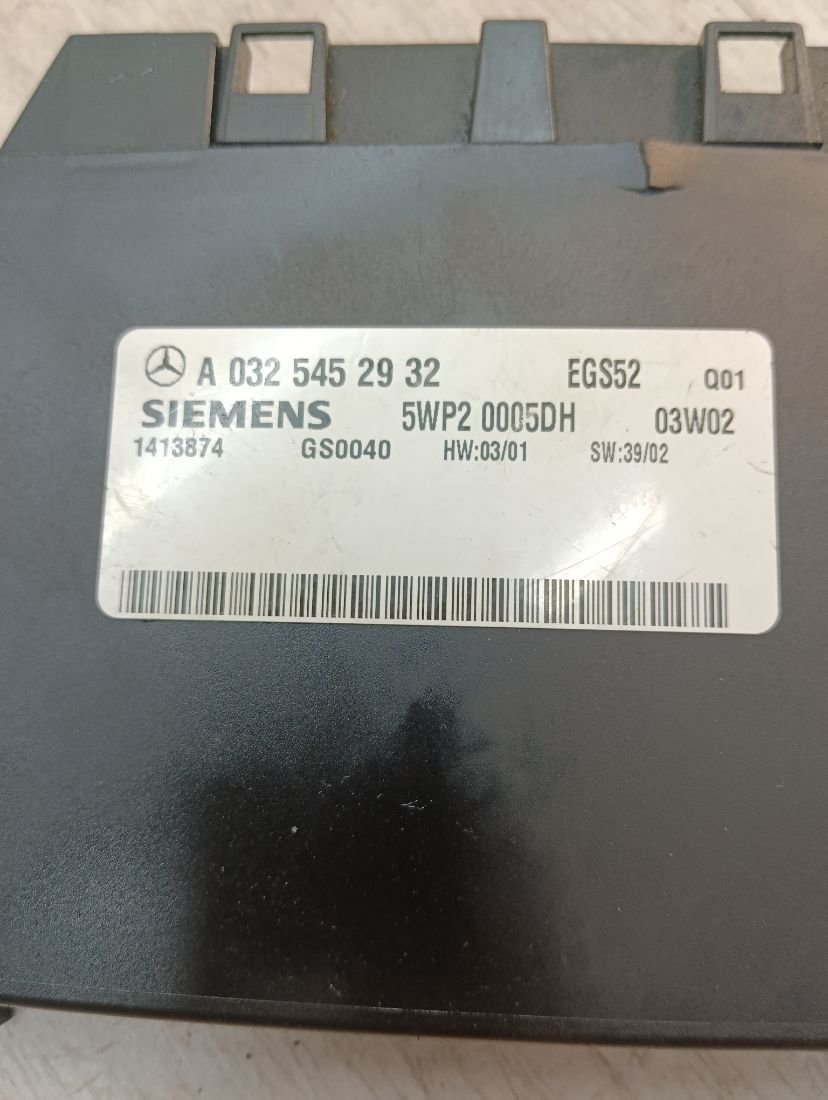 A 032 545 29 32 EGS52 Q01
SIEMENS 5WP2 0005DH 03W02
1413874 GS0040 HW:03/01 SW:39/02